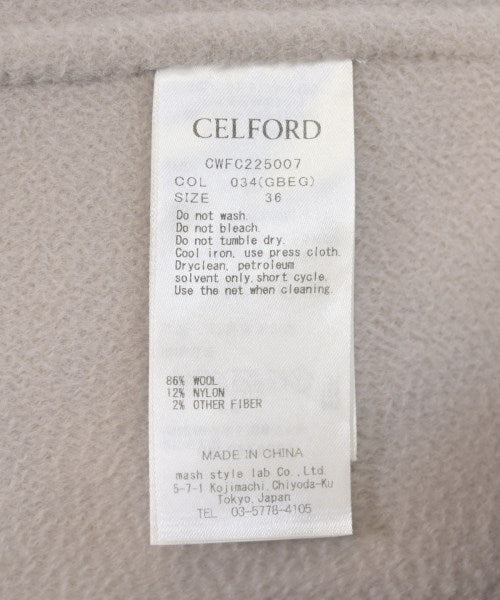 CELFORD
CWFC225007
COL 034(GBEG)
SIZE 36
Do not wash.
Do not bleach.
Do not tumble dry.
Cool iron, use press cloth.
Dryclean, petroleum
solvent only,short cycle.
Use the net when cleaning.
86% WOOL
12% NYLON
2% OTHER FIBER
MADE IN CHINA
mash style lab Co., Ltd.
5-7-1 Kojimachi, Chiyoda-Ku
Tokyo, Japan
TEL 03-5778-4105